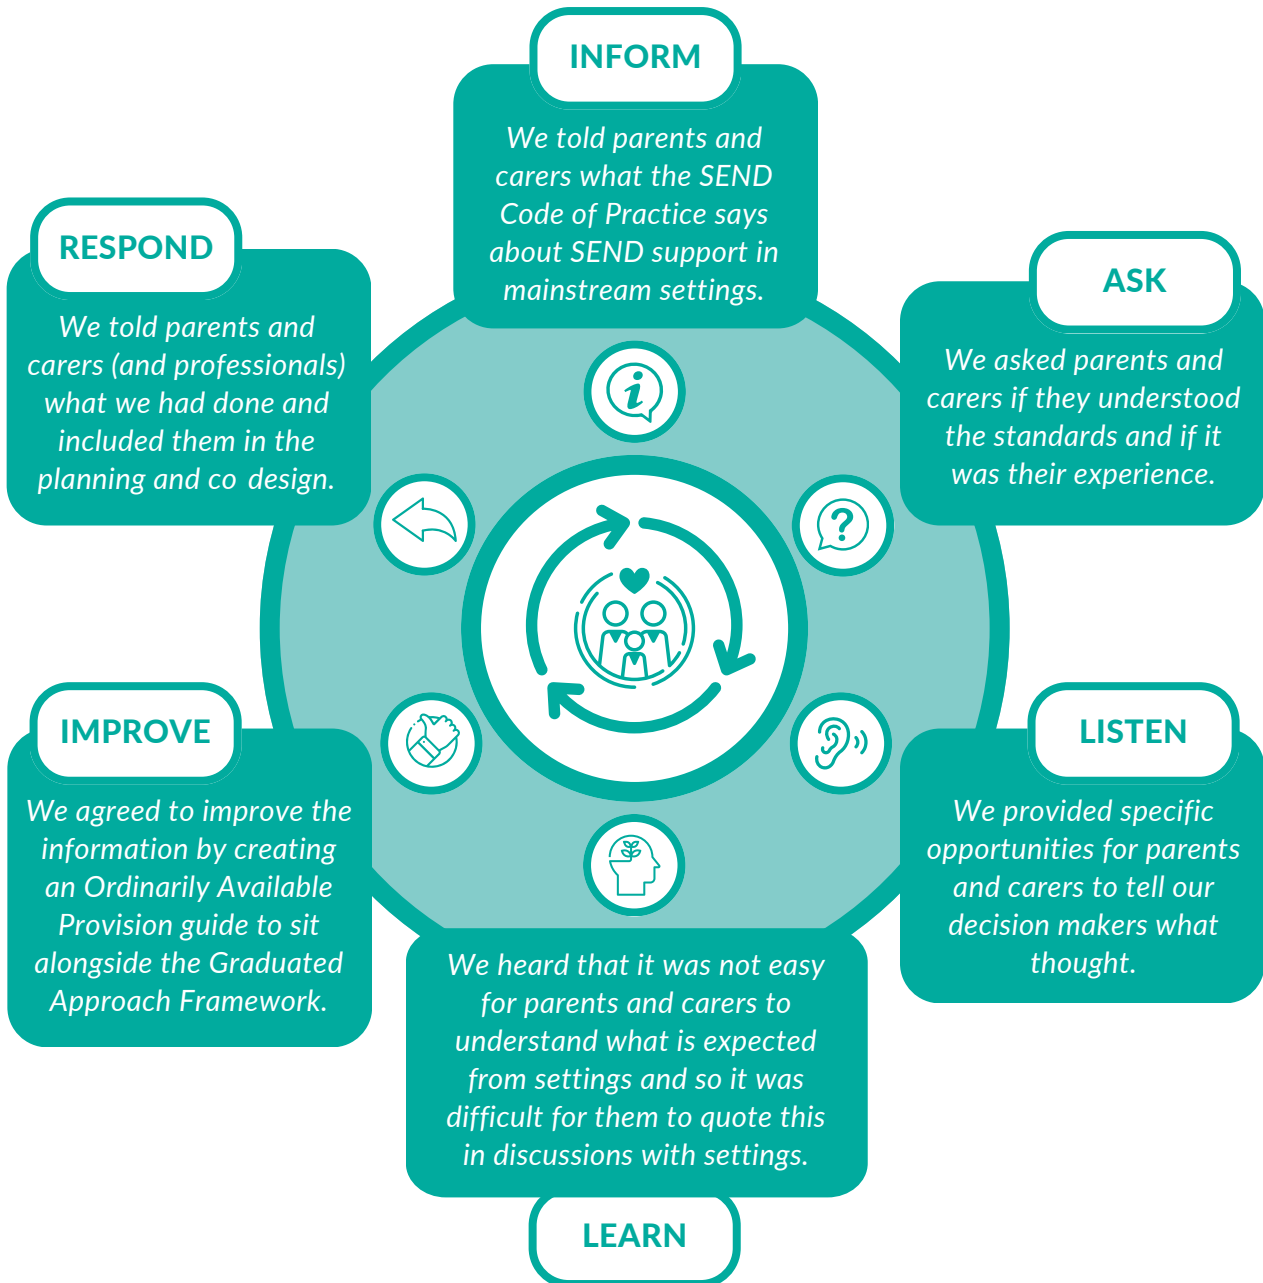 INFORM
We told parents and
carers what the SEND
Code of Practice says
about SEND support in
mainstream settings.
ASK
We asked parents and
carers if they understood
the standards and if it
was their experience.
LISTEN
We provided specific
opportunities for parents
and carers to tell our
decision makers what
thought.
We heard that it was not easy
for parents and carers to
understand what is expected
from settings and so it was
difficult for them to quote this
in discussions with settings.
LEARN
IMPROVE
We agreed to improve the
information by creating
an Ordinarily Available
Provision guide to sit
alongside the Graduated
Approach Framework.
RESPOND
We told parents and
carers (and professionals)
what we had done and
included them in the
planning and co design.